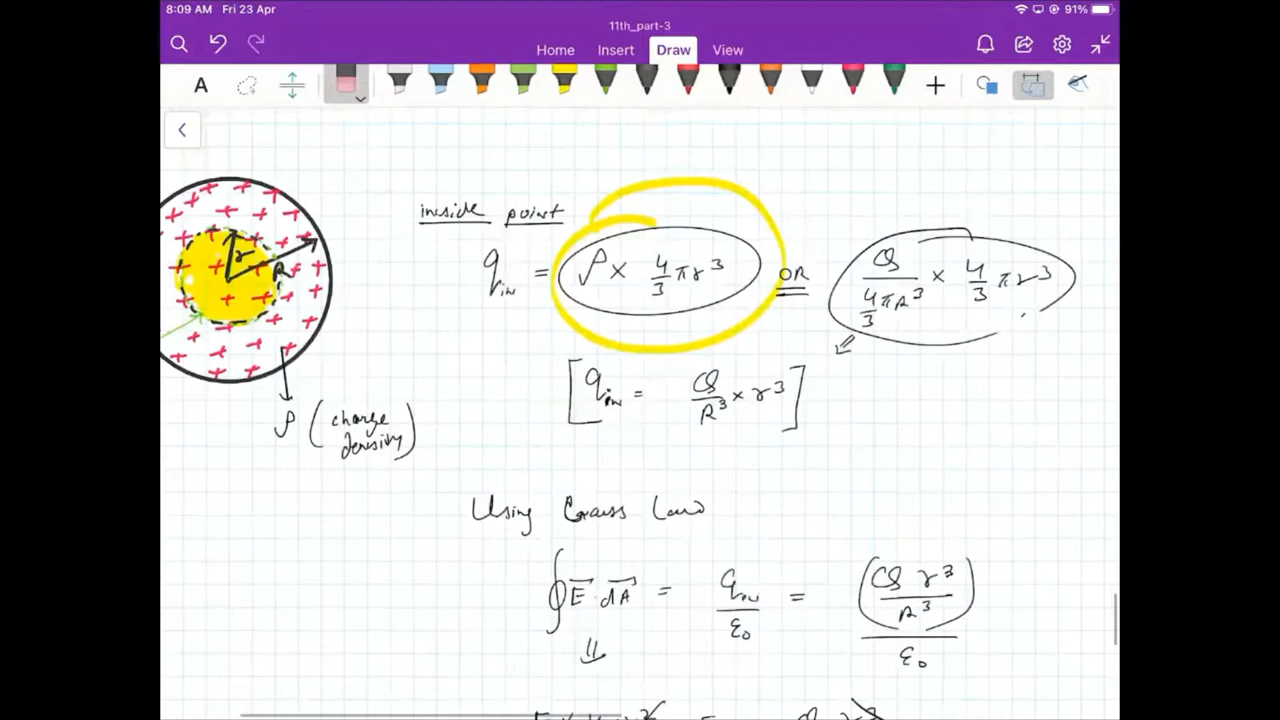 8:09 AM Fri 23 Apr 91%
11th_part-3
Home Insert Draw View
A
inside point
q_in = ρ × 4/3 πr³ OR Q/(4/3 πR³) × 4/3 πr³
R
r
[q_in = Q/R³ × r³]
ρ (charge density)
Using Gauss Law
∮E⃗·dA⃗ = q_in/ε₀ = (Q r³/R³)/ε₀